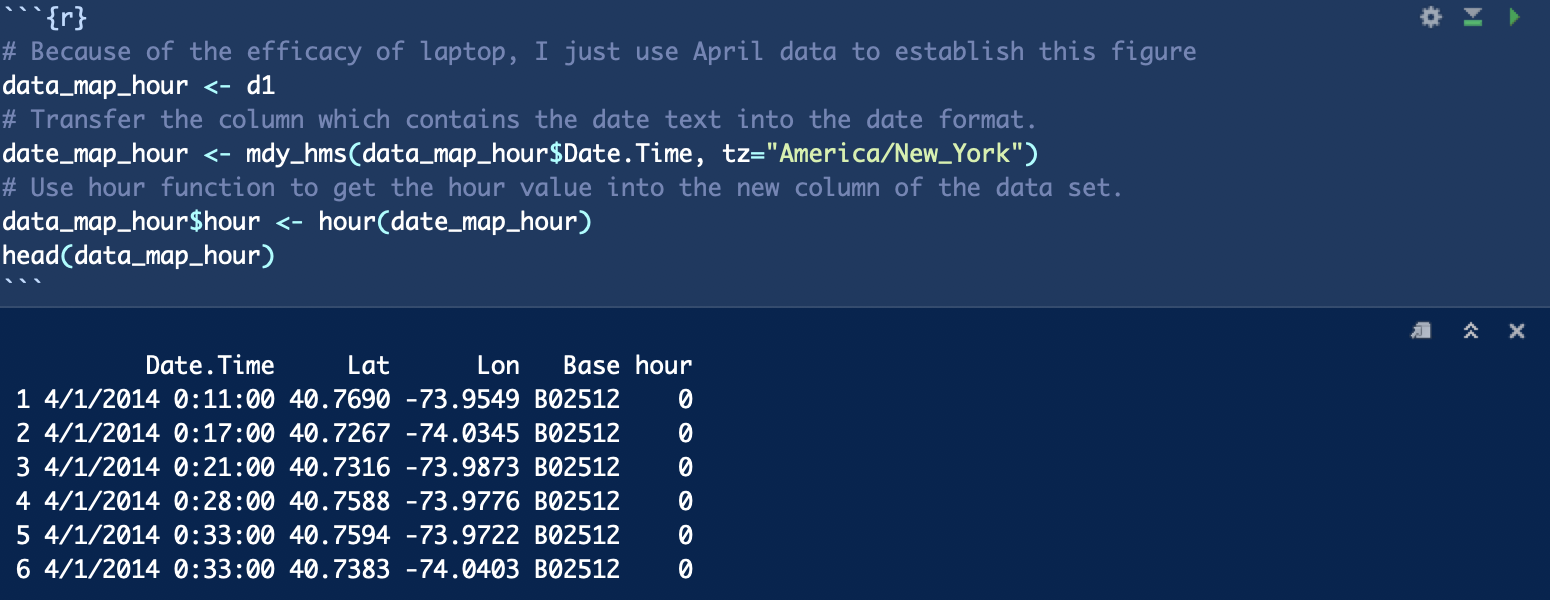 ```{r}
# Because of the efficacy of laptop, I just use April data to establish this figure
data_map_hour <- d1
# Transfer the column which contains the date text into the date format.
date_map_hour <- mdy_hms(data_map_hour$Date.Time, tz="America/New_York")
# Use hour function to get the hour value into the new column of the data set.
data_map_hour$hour <- hour(date_map_hour)
head(data_map_hour)
```
Date.Time Lat Lon Base hour
1 4/1/2014 0:11:00 40.7690 -73.9549 B02512 0
2 4/1/2014 0:17:00 40.7267 -74.0345 B02512 0
3 4/1/2014 0:21:00 40.7316 -73.9873 B02512 0
4 4/1/2014 0:28:00 40.7588 -73.9776 B02512 0
5 4/1/2014 0:33:00 40.7594 -73.9722 B02512 0
6 4/1/2014 0:33:00 40.7383 -74.0403 B02512 0